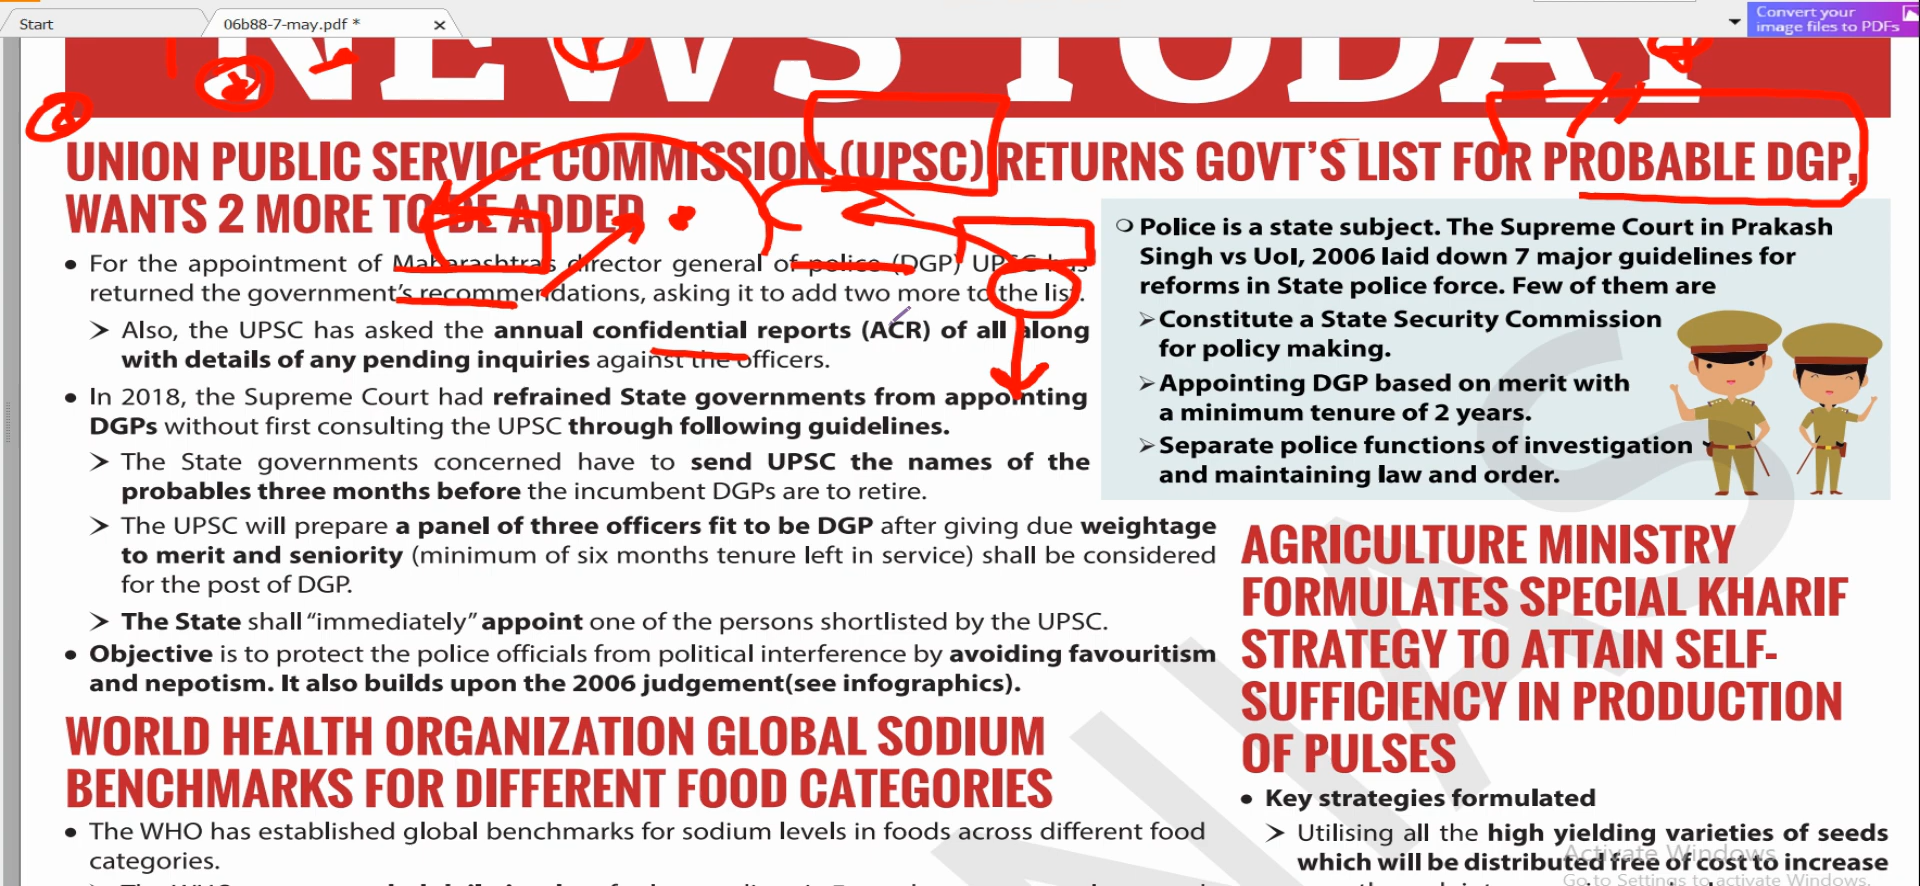 Start
06b88-7-may.pdf *
Convert your
image files to PDFs
NEWS TODAY
UNION PUBLIC SERVICE COMMISSION (UPSC) RETURNS GOVT'S LIST FOR PROBABLE DGP,
WANTS 2 MORE TO BE ADDED
• For the appointment of Maharashtra's director general of police (DGP) UPSC has
returned the government's recommendations, asking it to add two more to the list.
➤ Also, the UPSC has asked the annual confidential reports (ACR) of all along
with details of any pending inquiries against the officers.
• In 2018, the Supreme Court had refrained State governments from appointing
DGPs without first consulting the UPSC through following guidelines.
➤ The State governments concerned have to send UPSC the names of the
probables three months before the incumbent DGPs are to retire.
➤ The UPSC will prepare a panel of three officers fit to be DGP after giving due weightage
to merit and seniority (minimum of six months tenure left in service) shall be considered
for the post of DGP.
➤ The State shall "immediately" appoint one of the persons shortlisted by the UPSC.
• Objective is to protect the police officials from political interference by avoiding favouritism
and nepotism. It also builds upon the 2006 judgement(see infographics).
○ Police is a state subject. The Supreme Court in Prakash
Singh vs UoI, 2006 laid down 7 major guidelines for
reforms in State police force. Few of them are
➤ Constitute a State Security Commission
for policy making.
➤ Appointing DGP based on merit with
a minimum tenure of 2 years.
➤ Separate police functions of investigation
and maintaining law and order.
WORLD HEALTH ORGANIZATION GLOBAL SODIUM
BENCHMARKS FOR DIFFERENT FOOD CATEGORIES
• The WHO has established global benchmarks for sodium levels in foods across different food
categories.
AGRICULTURE MINISTRY
FORMULATES SPECIAL KHARIF
STRATEGY TO ATTAIN SELF-
SUFFICIENCY IN PRODUCTION
OF PULSES
• Key strategies formulated
➤ Utilising all the high yielding varieties of seeds
which will be distributed free of cost to increase
Activate Windows
Go to Settings to activate Windows.